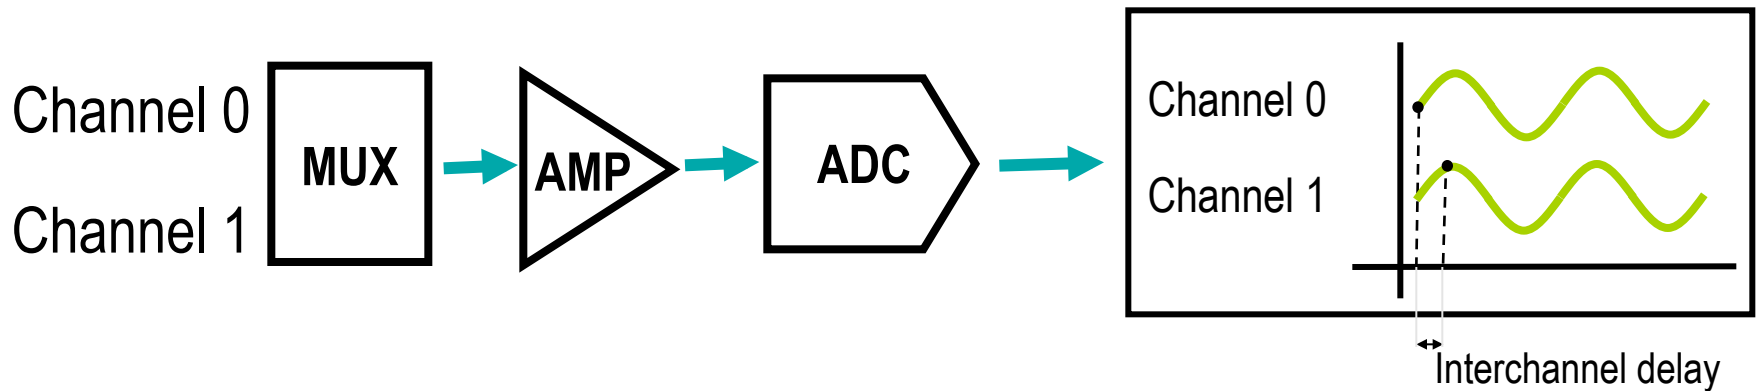 Channel 0
Channel 1
MUX
AMP
ADC
Channel 0
Channel 1
Interchannel delay